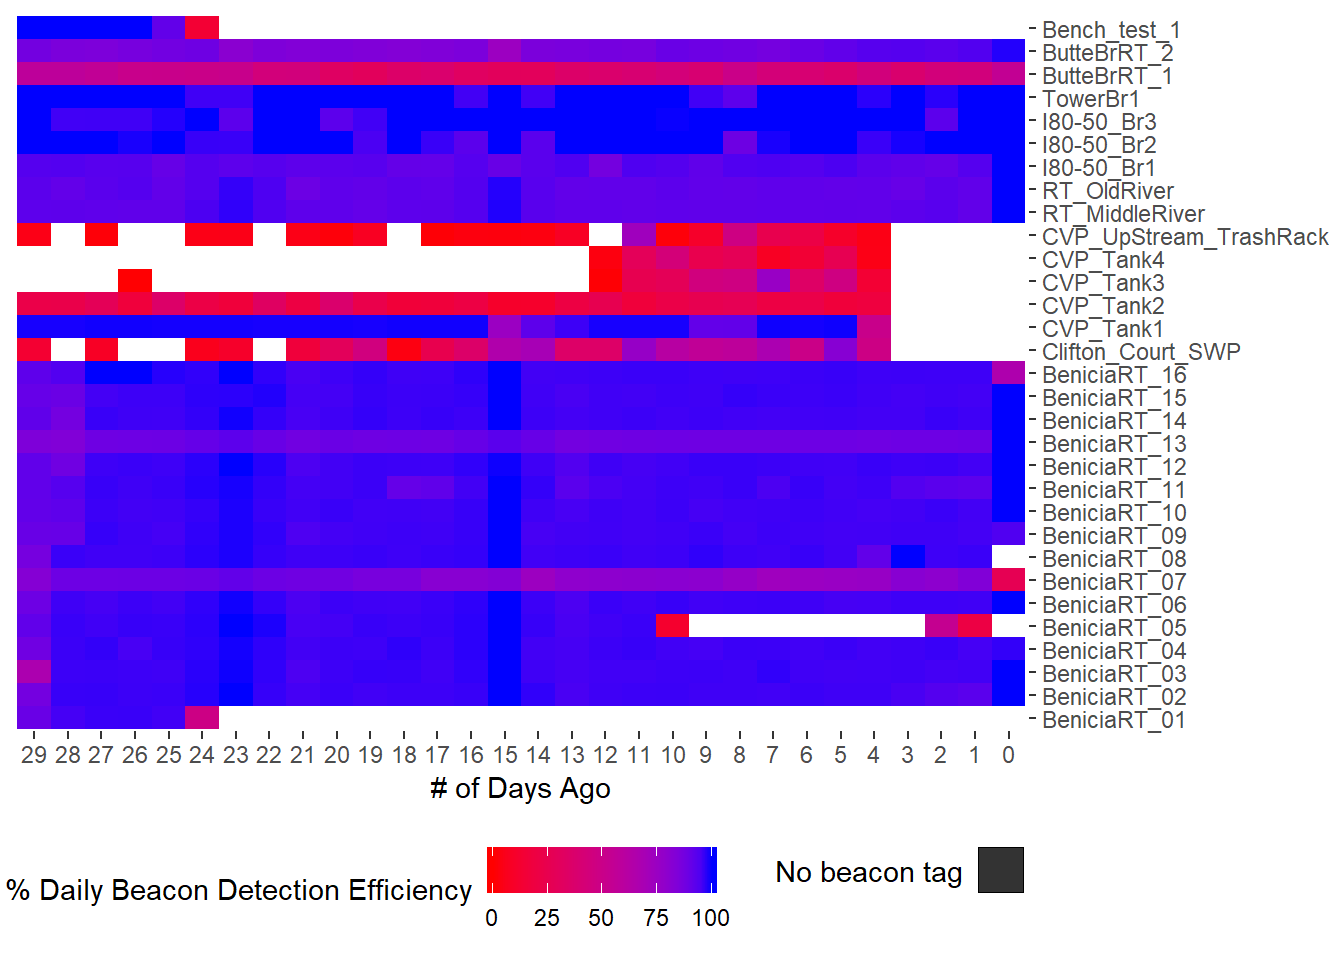 Bench_test_1
ButteBrRT_2
ButteBrRT_1
TowerBr1
I80-50_Br3
I80-50_Br2
I80-50_Br1
RT_OldRiver
RT_MiddleRiver
CVP_UpStream_TrashRack
CVP_Tank4
CVP_Tank3
CVP_Tank2
CVP_Tank1
Clifton_Court_SWP
BeniciaRT_16
BeniciaRT_15
BeniciaRT_14
BeniciaRT_13
BeniciaRT_12
BeniciaRT_11
BeniciaRT_10
BeniciaRT_09
BeniciaRT_08
BeniciaRT_07
BeniciaRT_06
BeniciaRT_05
BeniciaRT_04
BeniciaRT_03
BeniciaRT_02
BeniciaRT_01
29 28 27 26 25 24 23 22 21 20 19 18 17 16 15 14 13 12 11 10 9 8 7 6 5 4 3 2 1 0
# of Days Ago
% Daily Beacon Detection Efficiency
0 25 50 75 100
No beacon tag